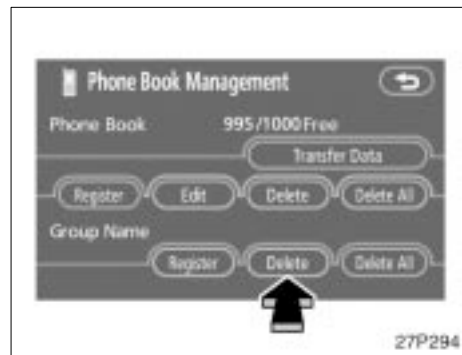 Phone Book Management
Phone Book 995/1000 Free
Transfer Data
Register Edit Delete Delete All
Group Name
Register Delete Delete All
27P294